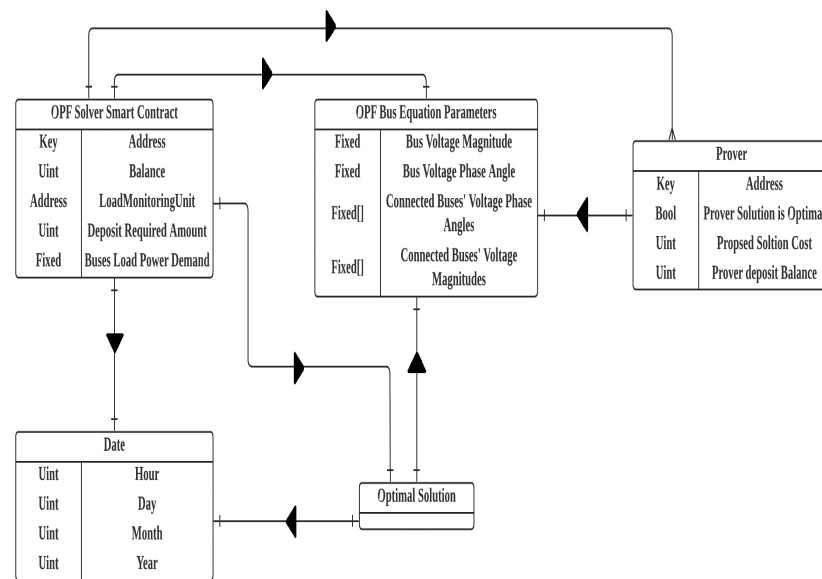 OPF Solver Smart Contract
Key Address
Uint Balance
Address LoadMonitoringUnit
Uint Deposit Required Amount
Fixed Buses Load Power Demand
OPF Bus Equation Parameters
Fixed Bus Voltage Magnitude
Fixed Bus Voltage Phase Angle
Fixed[] Connected Buses' Voltage Phase
Angles
Fixed[] Connected Buses' Voltage
Magnitudes
Prover
Key Address
Bool Prover Solution is Optima
Uint Propsed Soltion Cost
Uint Prover deposit Balance
Date
Uint Hour
Uint Day
Uint Month
Uint Year
Optimal Solution